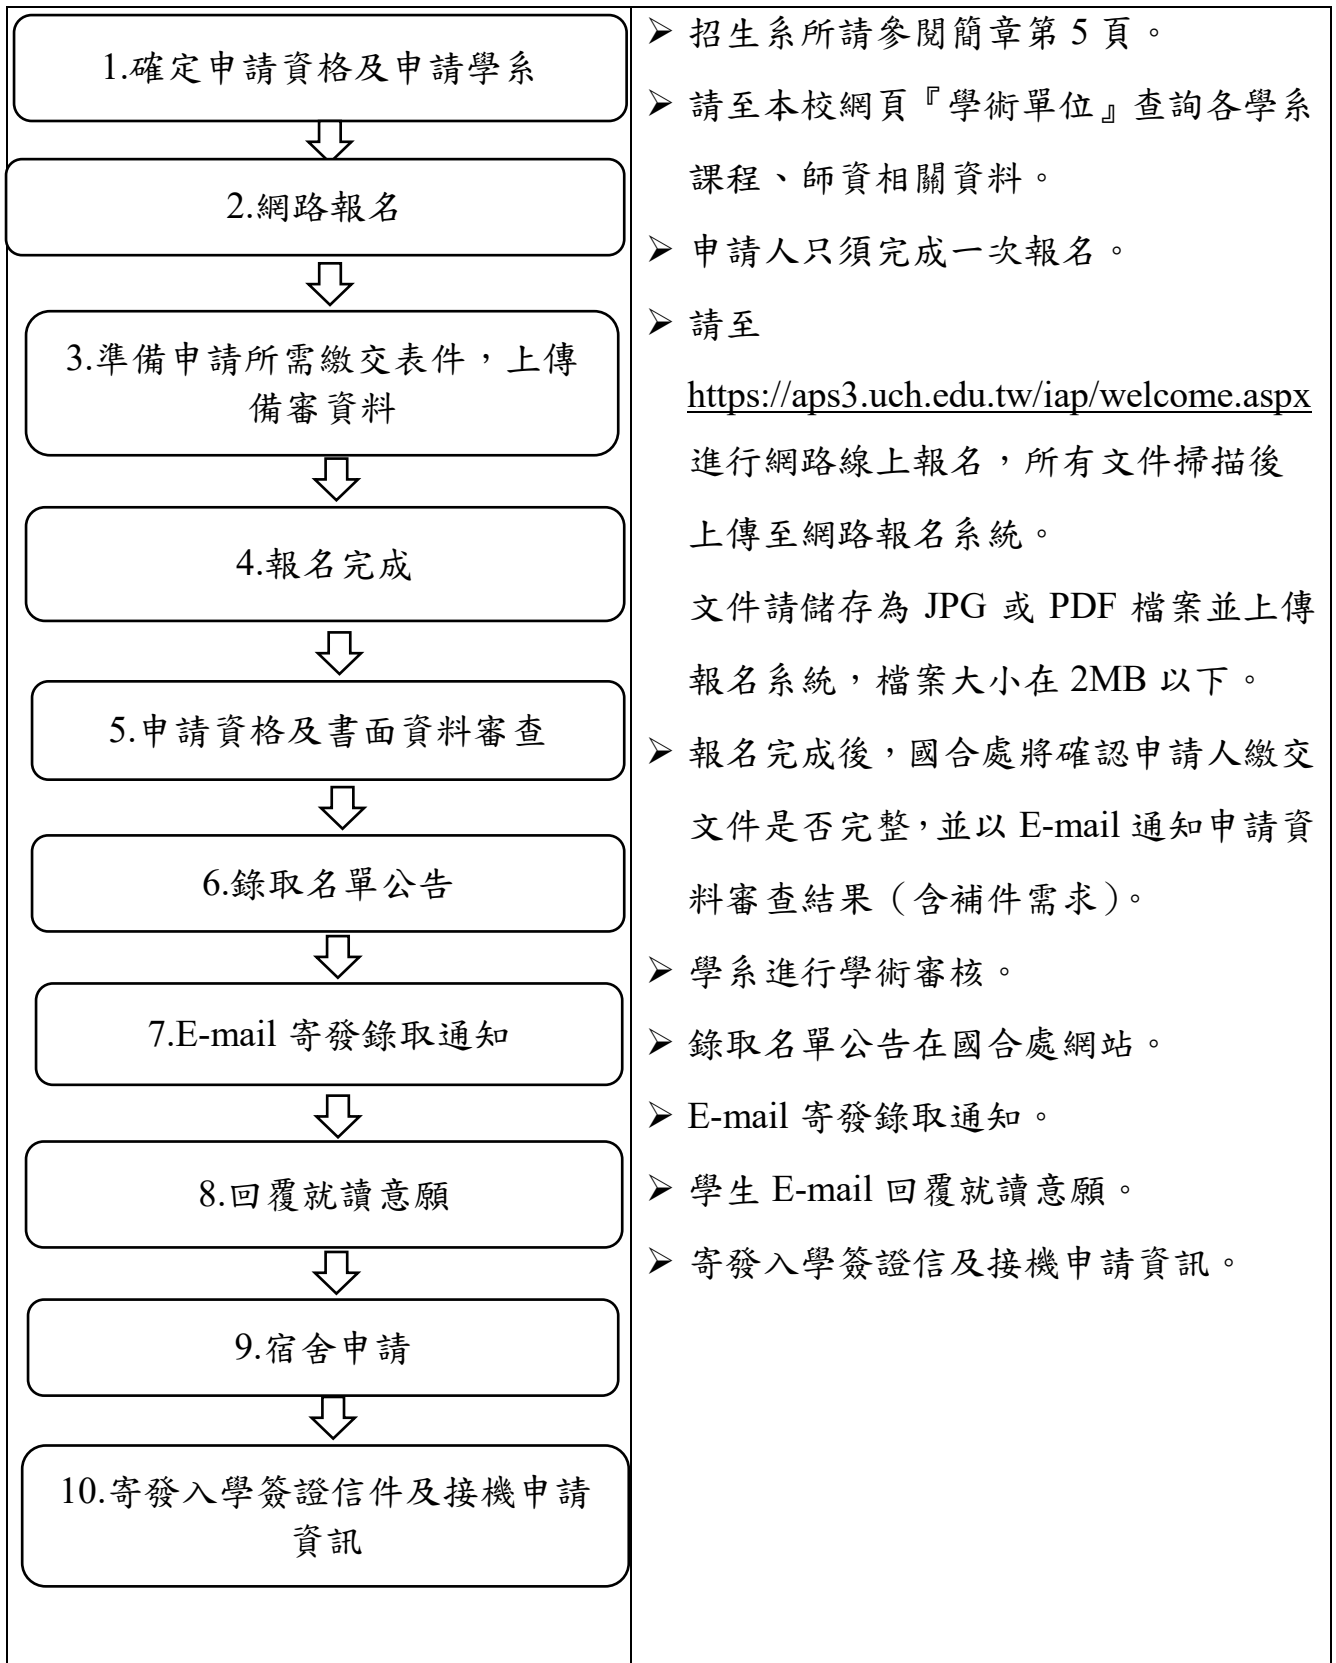 1.確定申請資格及申請學系
2.網路報名
3.準備申請所需繳交表件，上傳
備審資料
4.報名完成
5.申請資格及書面資料審查
6.錄取名單公告
7.E-mail 寄發錄取通知
8.回覆就讀意願
9.宿舍申請
10.寄發入學簽證信件及接機申請
資訊
➢ 招生系所請參閱簡章第 5 頁。
➢ 請至本校網頁『學術單位』查詢各學系
課程、師資相關資料。
➢ 申請人只須完成一次報名。
➢ 請至
https://aps3.uch.edu.tw/iap/welcome.aspx
進行網路線上報名，所有文件掃描後
上傳至網路報名系統。
文件請儲存為 JPG 或 PDF 檔案並上傳
報名系統，檔案大小在 2MB 以下。
➢ 報名完成後，國合處將確認申請人繳交
文件是否完整，並以 E-mail 通知申請資
料審查結果（含補件需求）。
➢ 學系進行學術審核。
➢ 錄取名單公告在國合處網站。
➢ E-mail 寄發錄取通知。
➢ 學生 E-mail 回覆就讀意願。
➢ 寄發入學簽證信及接機申請資訊。